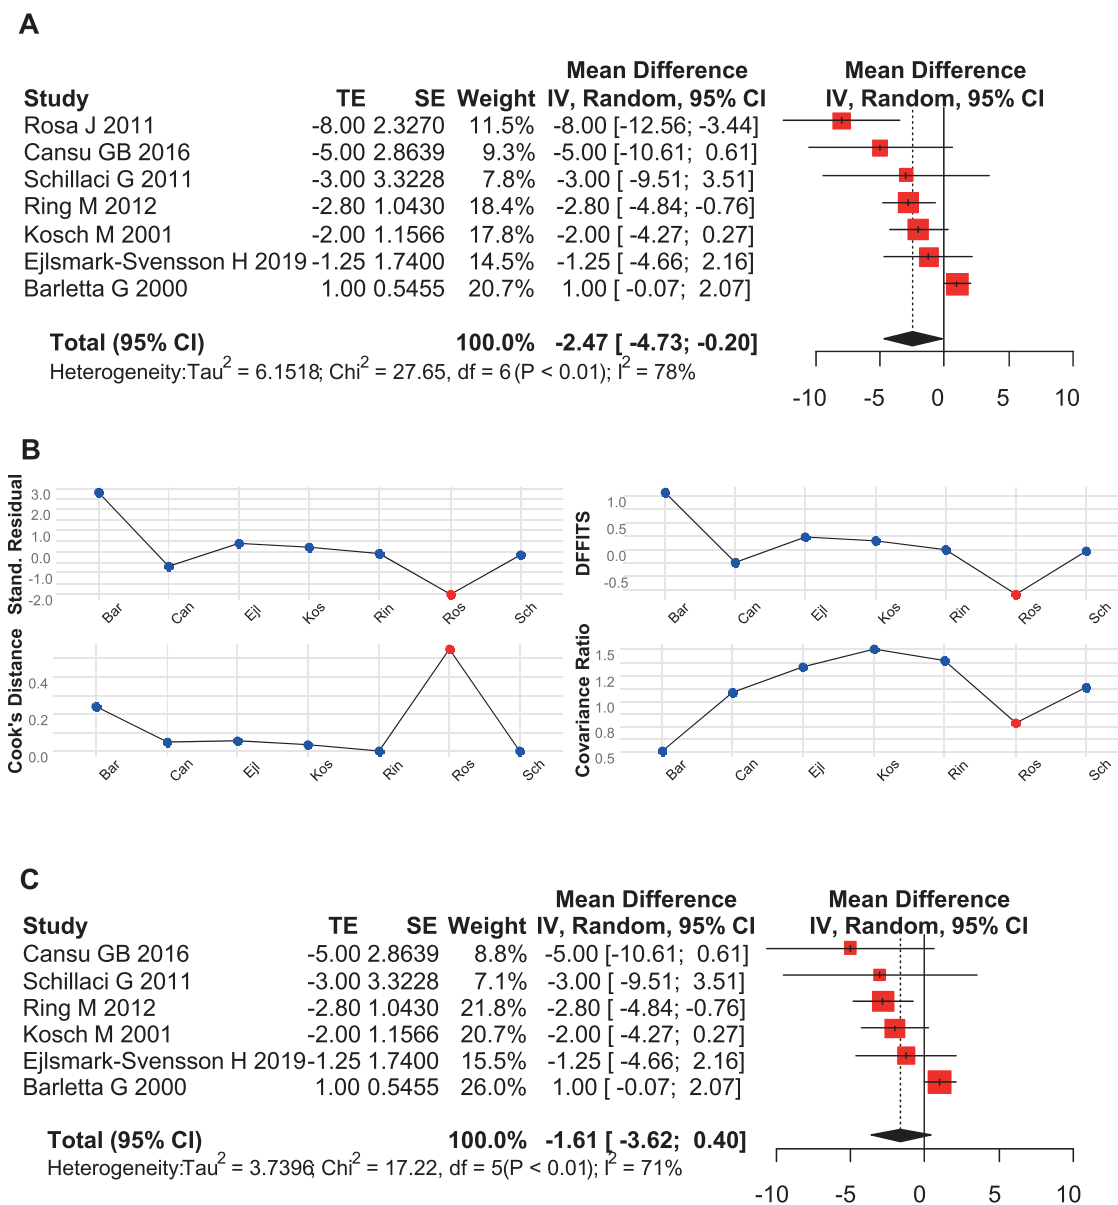 A
Mean Difference Mean Difference
Study TE SE Weight IV, Random, 95% CI IV, Random, 95% CI
Rosa J 2011 -8.00 2.3270 11.5% -8.00 [-12.56; -3.44]
Cansu GB 2016 -5.00 2.8639 9.3% -5.00 [-10.61; 0.61]
Schillaci G 2011 -3.00 3.3228 7.8% -3.00 [ -9.51; 3.51]
Ring M 2012 -2.80 1.0430 18.4% -2.80 [ -4.84; -0.76]
Kosch M 2001 -2.00 1.1566 17.8% -2.00 [ -4.27; 0.27]
Ejlsmark-Svensson H 2019 -1.25 1.7400 14.5% -1.25 [ -4.66; 2.16]
Barletta G 2000 1.00 0.5455 20.7% 1.00 [ -0.07; 2.07]
Total (95% CI) 100.0% -2.47 [ -4.73; -0.20]
Heterogeneity:Tau2 = 6.1518; Chi2 = 27.65, df = 6 (P < 0.01); I2 = 78%
-10 -5 0 5 10
B
Stand. Residual
3.0
2.0
1.0
0.0
-1.0
-2.0
Bar Can Ejl Kos Rin Ros Sch
DFFITS
1.0
0.5
0.0
-0.5
Bar Can Ejl Kos Rin Ros Sch
Cook's Distance
0.4
0.2
0.0
Bar Can Ejl Kos Rin Ros Sch
Covariance Ratio
1.5
1.2
1.0
0.8
0.5
Bar Can Ejl Kos Rin Ros Sch
C
Mean Difference Mean Difference
Study TE SE Weight IV, Random, 95% CI IV, Random, 95% CI
Cansu GB 2016 -5.00 2.8639 8.8% -5.00 [-10.61; 0.61]
Schillaci G 2011 -3.00 3.3228 7.1% -3.00 [ -9.51; 3.51]
Ring M 2012 -2.80 1.0430 21.8% -2.80 [ -4.84; -0.76]
Kosch M 2001 -2.00 1.1566 20.7% -2.00 [ -4.27; 0.27]
Ejlsmark-Svensson H 2019 -1.25 1.7400 15.5% -1.25 [ -4.66; 2.16]
Barletta G 2000 1.00 0.5455 26.0% 1.00 [ -0.07; 2.07]
Total (95% CI) 100.0% -1.61 [ -3.62; 0.40]
Heterogeneity:Tau2 = 3.7396; Chi2 = 17.22, df = 5(P < 0.01); I2 = 71%
-10 -5 0 5 10